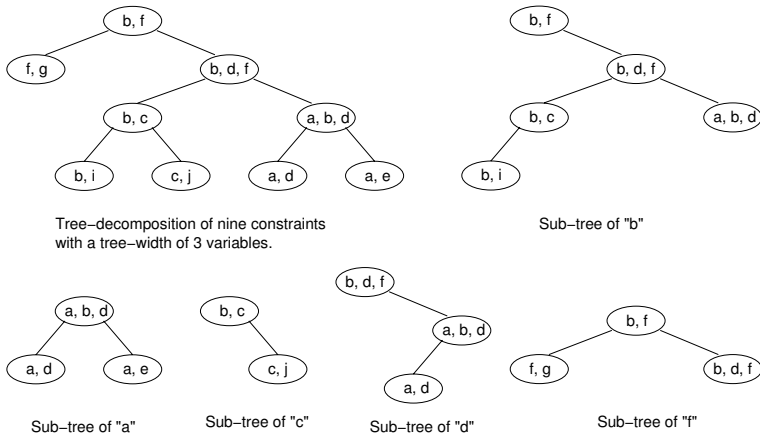 b, f
b, f
f, g
b, d, f
b, d, f
b, c
a, b, d
b, c
a, b, d
b, i
c, j
a, d
a, e
b, i
Tree−decomposition of nine constraints
with a tree−width of 3 variables.
Sub−tree of "b"
b, d, f
a, b, d
b, c
a, b, d
b, f
a, d
a, e
c, j
a, d
f, g
b, d, f
Sub−tree of "a"
Sub−tree of "c"
Sub−tree of "d"
Sub−tree of "f"